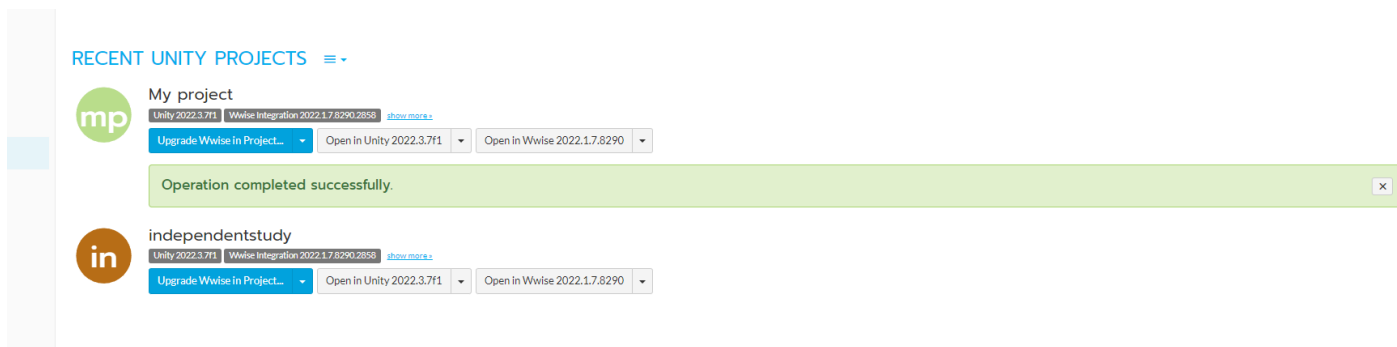 RECENT UNITY PROJECTS
mp
My project
Unity 2022.3.7f1 Wwise Integration 2022.1.7.8290.2858 show more »
Upgrade Wwise in Project... Open in Unity 2022.3.7f1 Open in Wwise 2022.1.7.8290
Operation completed successfully.
in
independentstudy
Unity 2022.3.7f1 Wwise Integration 2022.1.7.8290.2858 show more »
Upgrade Wwise in Project... Open in Unity 2022.3.7f1 Open in Wwise 2022.1.7.8290